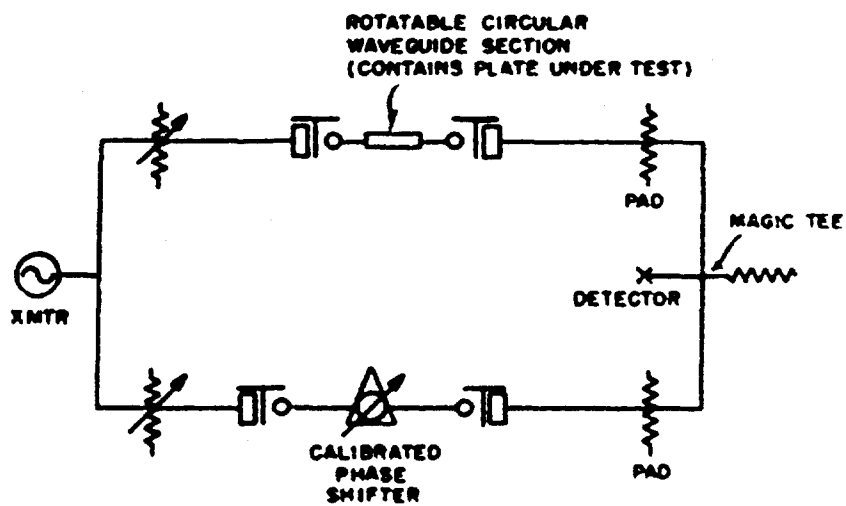 ROTATABLE CIRCULAR
WAVEGUIDE SECTION
(CONTAINS PLATE UNDER TEST)
PAD
MAGIC TEE
DETECTOR
XMTR
CALIBRATED
PHASE
SHIFTER
PAD